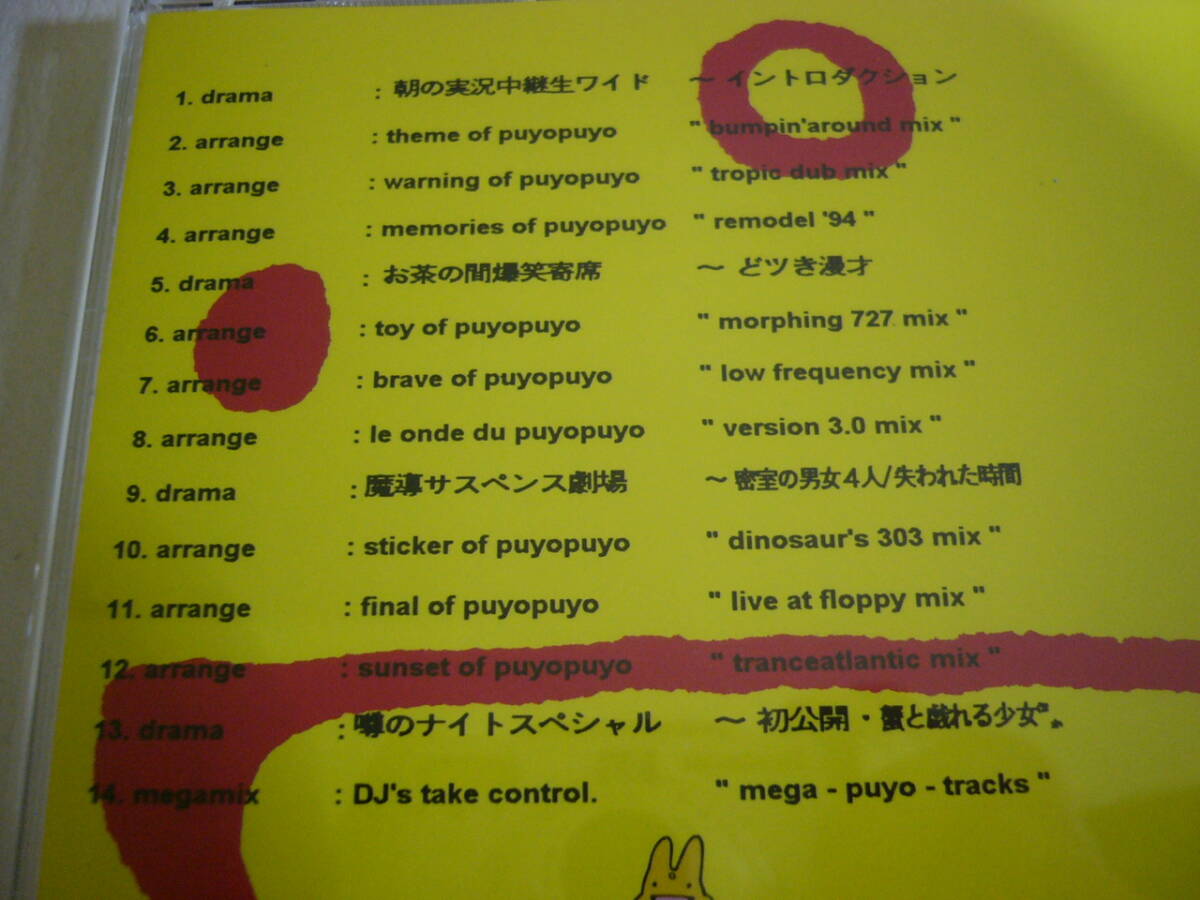 1. drama : 朝の実況中継生ワイド ～ イントロダクション
2. arrange : theme of puyopuyo " bumpin'around mix "
3. arrange : warning of puyopuyo " tropic dub mix "
4. arrange : memories of puyopuyo " remodel '94 "
5. drama : お茶の間爆笑寄席 ～ どツき漫才
6. arrange : toy of puyopuyo " morphing 727 mix "
7. arrange : brave of puyopuyo " low frequency mix "
8. arrange : le onde du puyopuyo " version 3.0 mix "
9. drama : 魔導サスペンス劇場 ～ 密室の男女４人/失われた時間
10. arrange : sticker of puyopuyo " dinosaur's 303 mix "
11. arrange : final of puyopuyo " live at floppy mix "
12. arrange : sunset of puyopuyo " tranceatlantic mix "
13. drama : 噂のナイトスペシャル ～ 初公開・蟹と戯れる少女
14. megamix : DJ's take control. " mega - puyo - tracks "